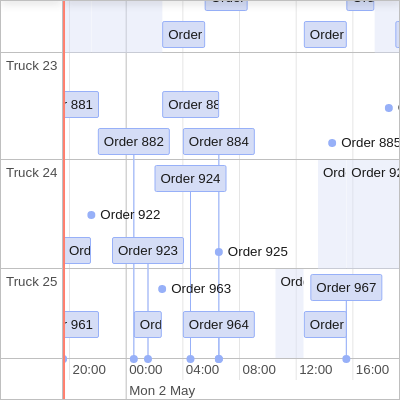 Order
Order
Truck 23
881
Order 88
Order 882
Order 884
Order 885
Truck 24
Order 924
Ord
Order 92
Order 922
Ord
Order 923
Order 925
Truck 25
Order 963
Ord
Order 967
961
Ord
Order 964
Order
20:00
00:00
04:00
08:00
12:00
16:00
Mon 2 May